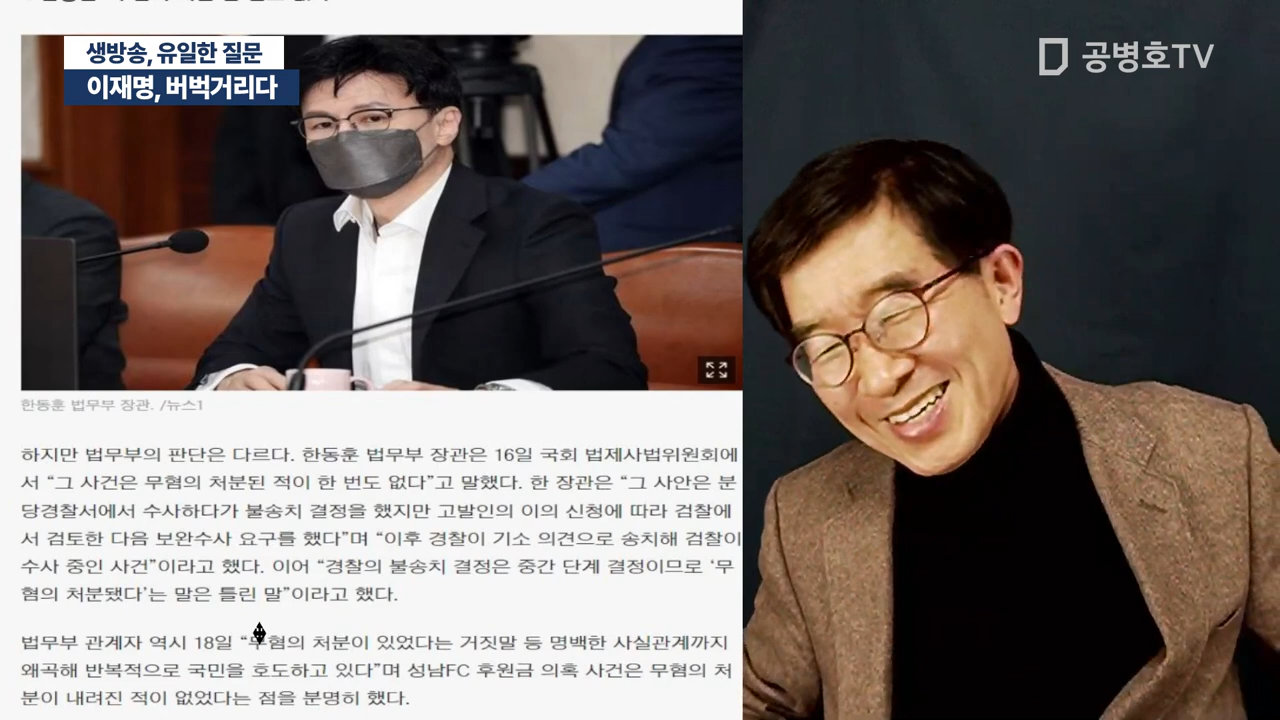 생방송, 유일한 질문
이재명, 버벅거리다
공병호TV
한동훈 법무부 장관. /뉴스1
하지만 법무부의 판단은 다르다. 한동훈 법무부 장관은 16일 국회 법제사법위원회에
서 “그 사건은 무혐의 처분된 적이 한 번도 없다”고 말했다. 한 장관은 “그 사안은 분
당경찰서에서 수사하다가 불송치 결정을 했지만 고발인의 이의 신청에 따라 검찰에
서 검토한 다음 보완수사 요구를 했다”며 “이후 경찰이 기소 의견으로 송치해 검찰이
수사 중인 사건”이라고 했다. 이어 “경찰의 불송치 결정은 중간 단계 결정이므로 ‘무
혐의 처분됐다’는 말은 틀린 말”이라고 했다.
법무부 관계자 역시 18일 “무혐의 처분이 있었다는 거짓말 등 명백한 사실관계까지
왜곡해 반복적으로 국민을 호도하고 있다”며 성남FC 후원금 의혹 사건은 무혐의 처
분이 내려진 적이 없었다는 점을 분명히 했다.